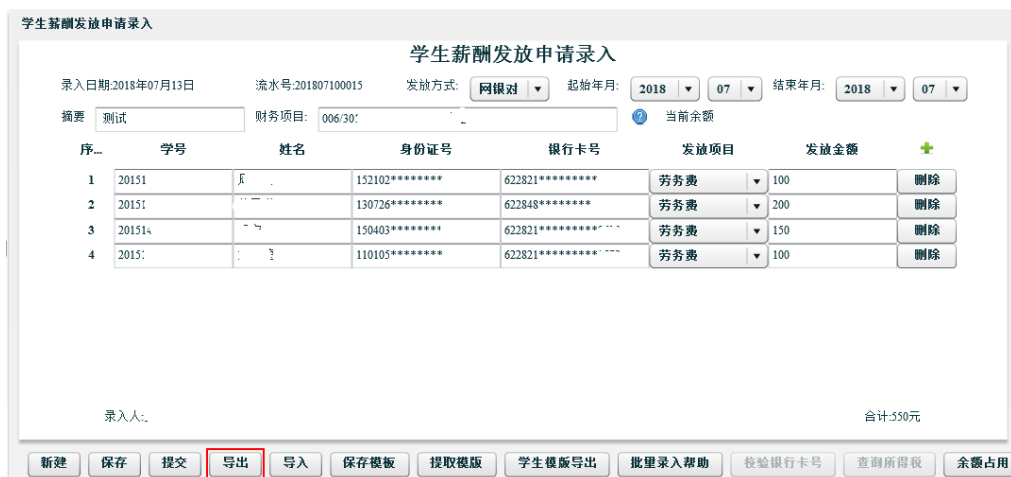 学生薪酬发放申请录入
学生薪酬发放申请录入
录入日期:2018年07月13日 流水号:201807100015 发放方式: 网银对 起始年月: 2018 07 结束年月: 2018 07
摘要 测试 财务项目: 006/30 当前余额
序... 学号 姓名 身份证号 银行卡号 发放项目 发放金额
1 20151 152102******** 622821********* 劳务费 100 删除
2 20151 130726******** 622848******** 劳务费 200 删除
3 201514 150403******** 622821********* 劳务费 150 删除
4 2015 110105******** 622821********* 劳务费 100 删除
录入人: 合计:550元
新建 保存 提交 导出 导入 保存模板 提取模版 学生模版导出 批量录入帮助 检验银行卡号 查询所得税 余额占用